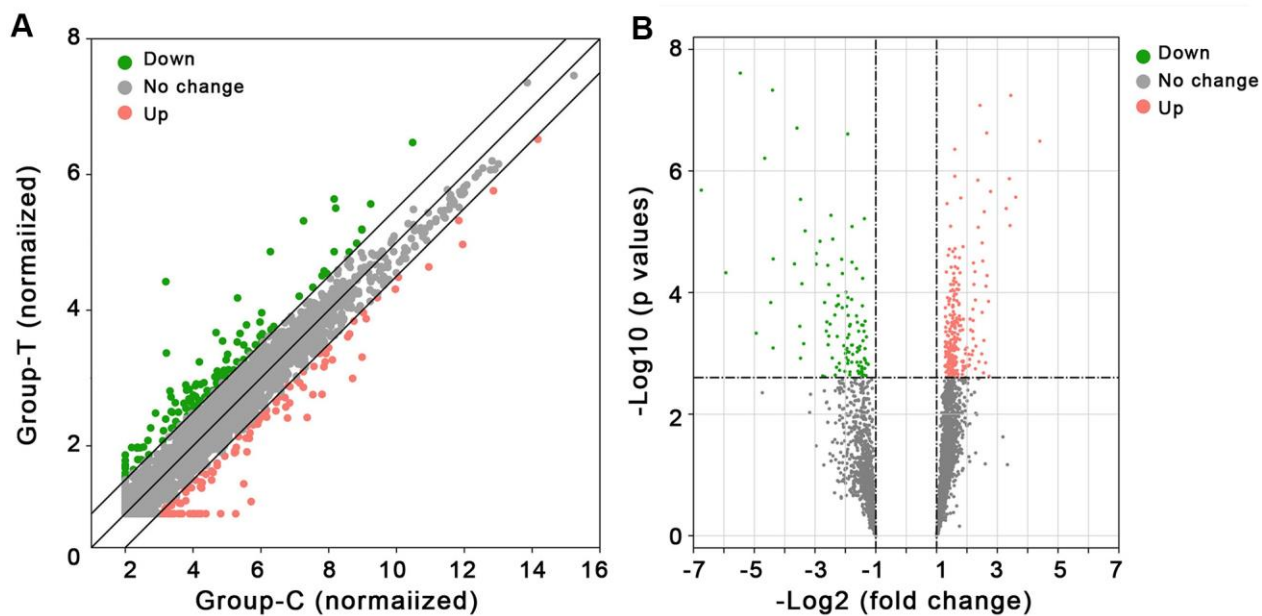 A
8
Down
No change
Up
6
4
2
0
Group-T (normaiized)
2 4 6 8 10 12 14 16
Group-C (normaiized)
B
8
6
4
2
0
-Log10 (p values)
-7 -5 -3 -1 1 3 5 7
-Log2 (fold change)
Down
No change
Up